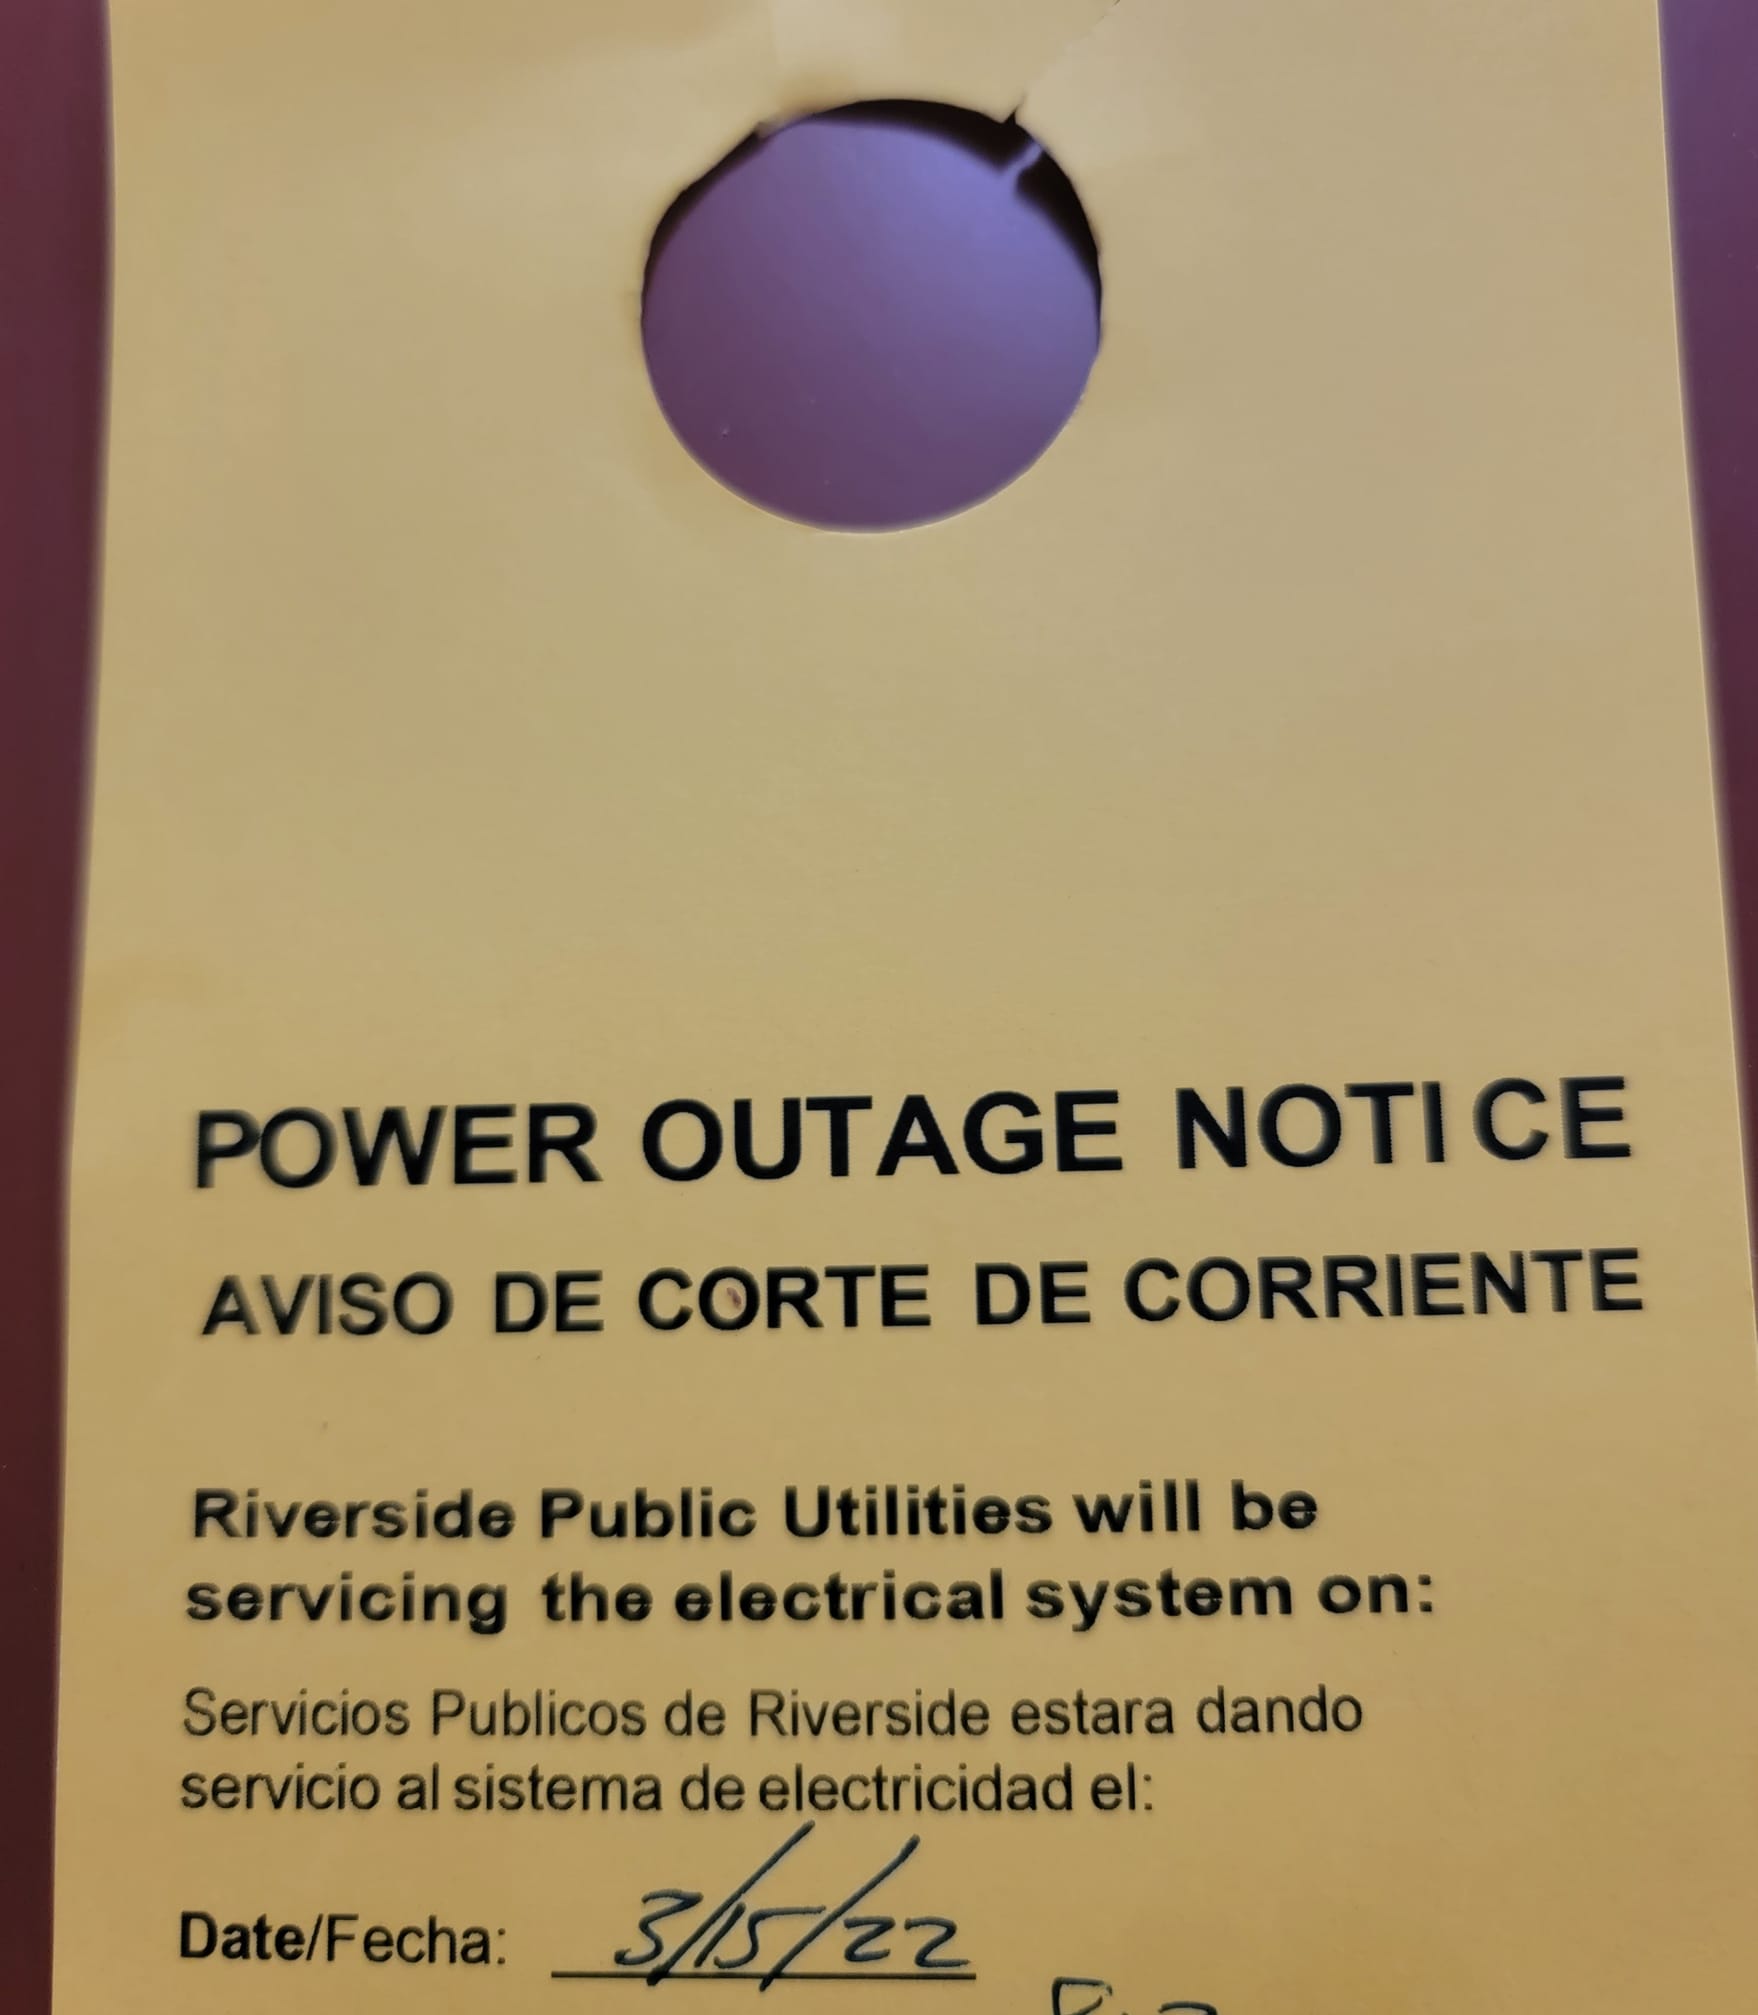 POWER OUTAGE NOTICE
AVISO DE CORTE DE CORRIENTE
Riverside Public Utilities will be
servicing the electrical system on:
Servicios Publicos de Riverside estara dando
servicio al sistema de electricidad el:
Date/Fecha: 3/15/22